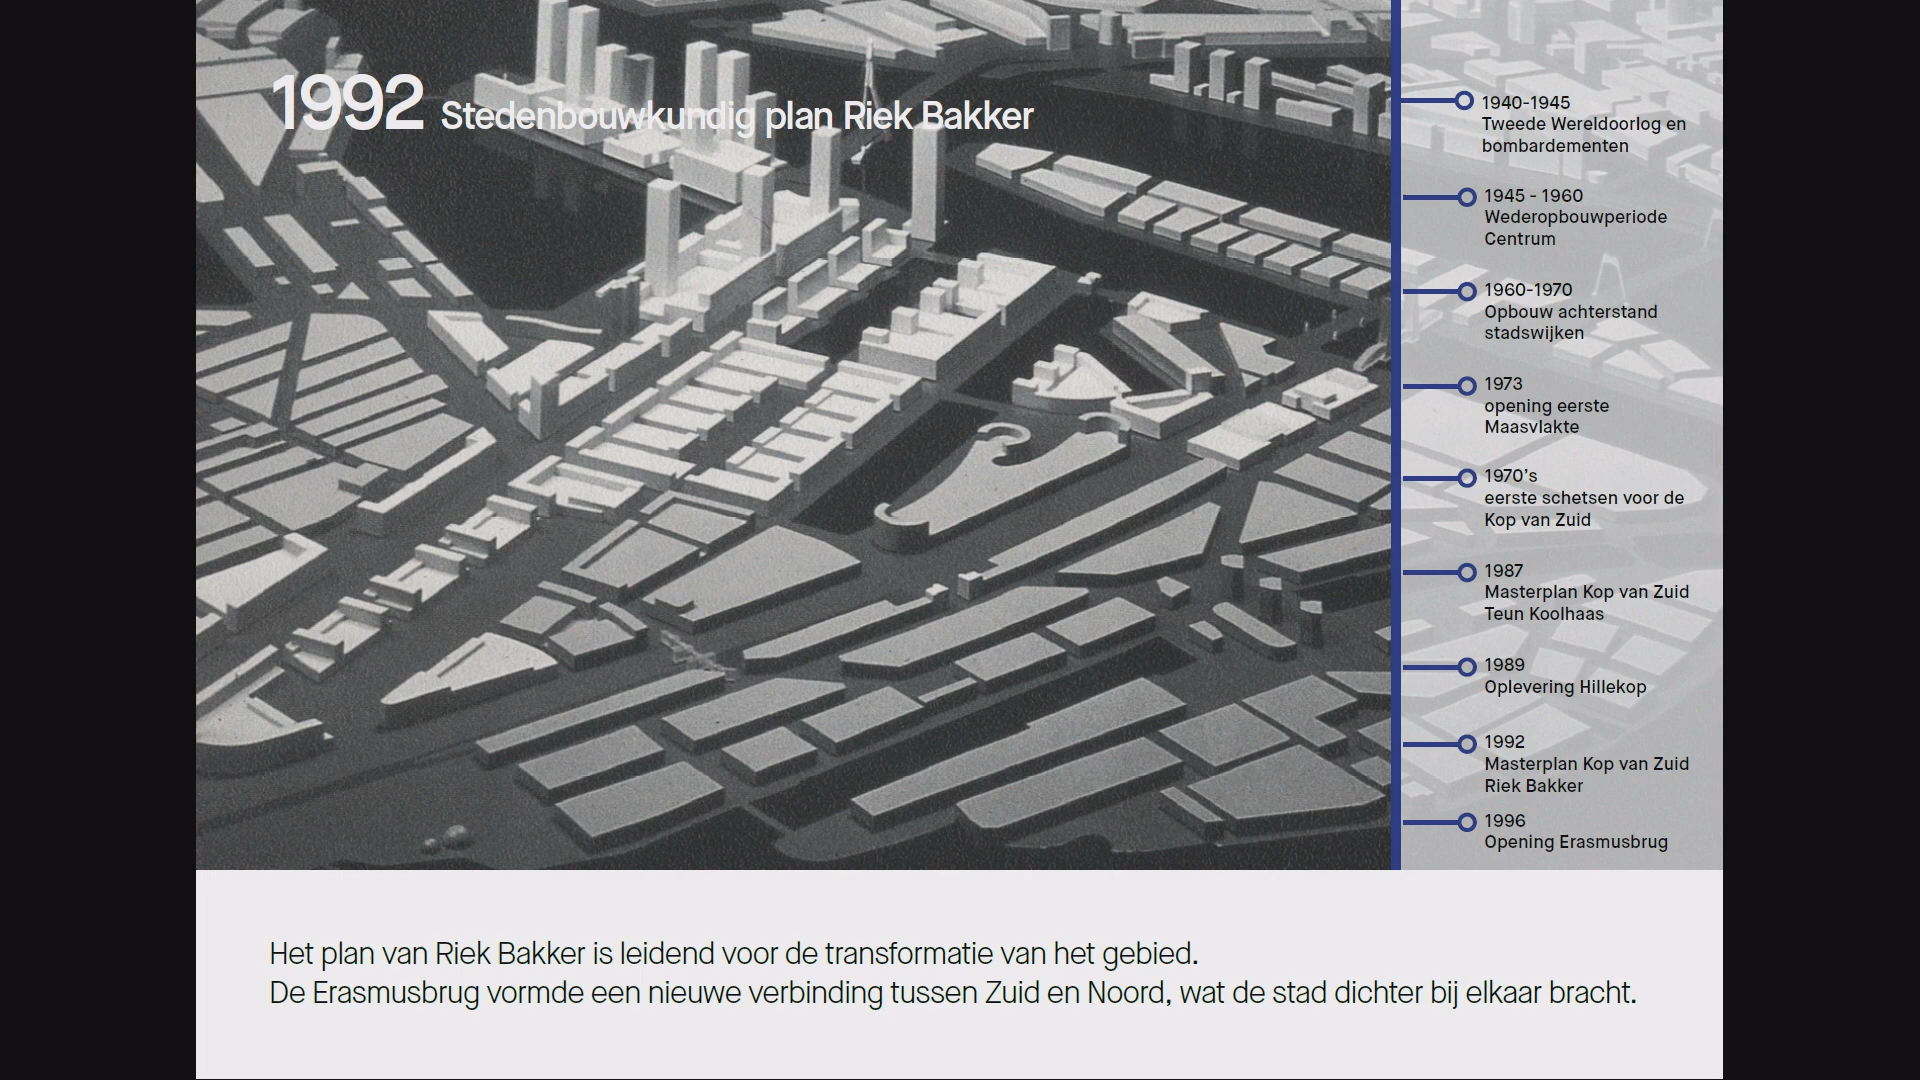 1992 Stedenbouwkundig plan Riek Bakker
1940-1945
Tweede Wereldoorlog en
bombardementen
1945 - 1960
Wederopbouwperiode
Centrum
1960-1970
Opbouw achterstand
stadswijken
1973
opening eerste
Maasvlakte
1970's
eerste schetsen voor de
Kop van Zuid
1987
Masterplan Kop van Zuid
Teun Koolhaas
1989
Oplevering Hillekop
1992
Masterplan Kop van Zuid
Riek Bakker
1996
Opening Erasmusbrug
Het plan van Riek Bakker is leidend voor de transformatie van het gebied.
De Erasmusbrug vormde een nieuwe verbinding tussen Zuid en Noord, wat de stad dichter bij elkaar bracht.